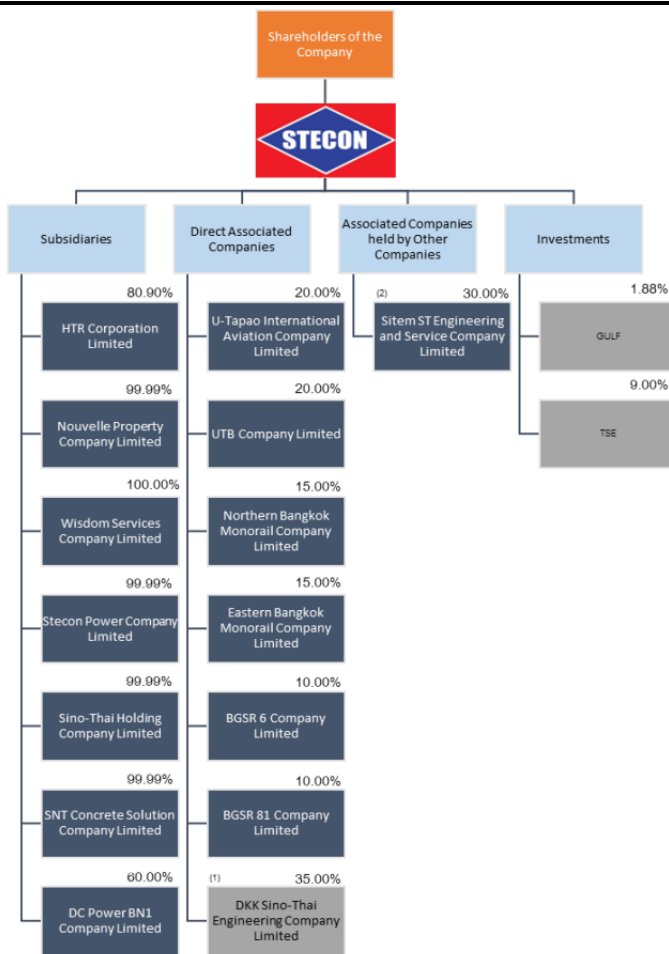 Shareholders of the
Company
STECON
Subsidiaries
Direct Associated
Companies
Associated Companies
held by Other
Companies
Investments
80.90%
HTR Corporation
Limited
99.99%
Nouvelle Property
Company Limited
100.00%
Wisdom Services
Company Limited
99.99%
Stecon Power Company
Limited
99.99%
Sino-Thai Holding
Company Limited
99.99%
SNT Concrete Solution
Company Limited
60.00%
DC Power BN1
Company Limited
20.00%
U-Tapao International
Aviation Company
Limited
20.00%
UTB Company Limited
15.00%
Northern Bangkok
Monorail Company
Limited
15.00%
Eastern Bangkok
Monorail Company
Limited
10.00%
BGSR 6 Company
Limited
10.00%
BGSR 81 Company
Limited
(1) 35.00%
DKK Sino-Thai
Engineering Company
Limited
(2) 30.00%
Sitem ST Engineering
and Service Company
Limited
1.88%
GULF
9.00%
TSE